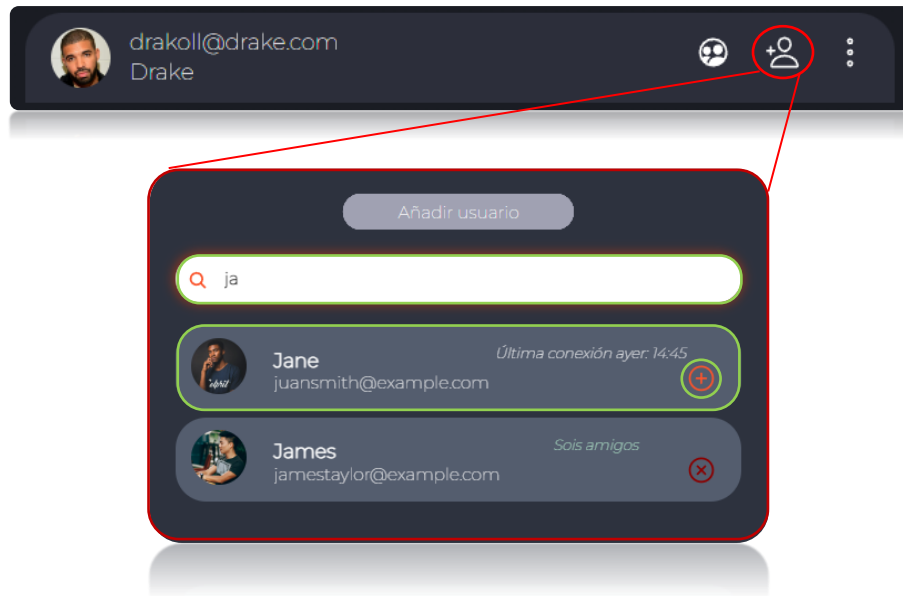 drakoll@drake.com
Drake
Añadir usuario
ja
Jane
Última conexión ayer: 14:45
juansmith@example.com
James
Sois amigos
jamestaylor@example.com